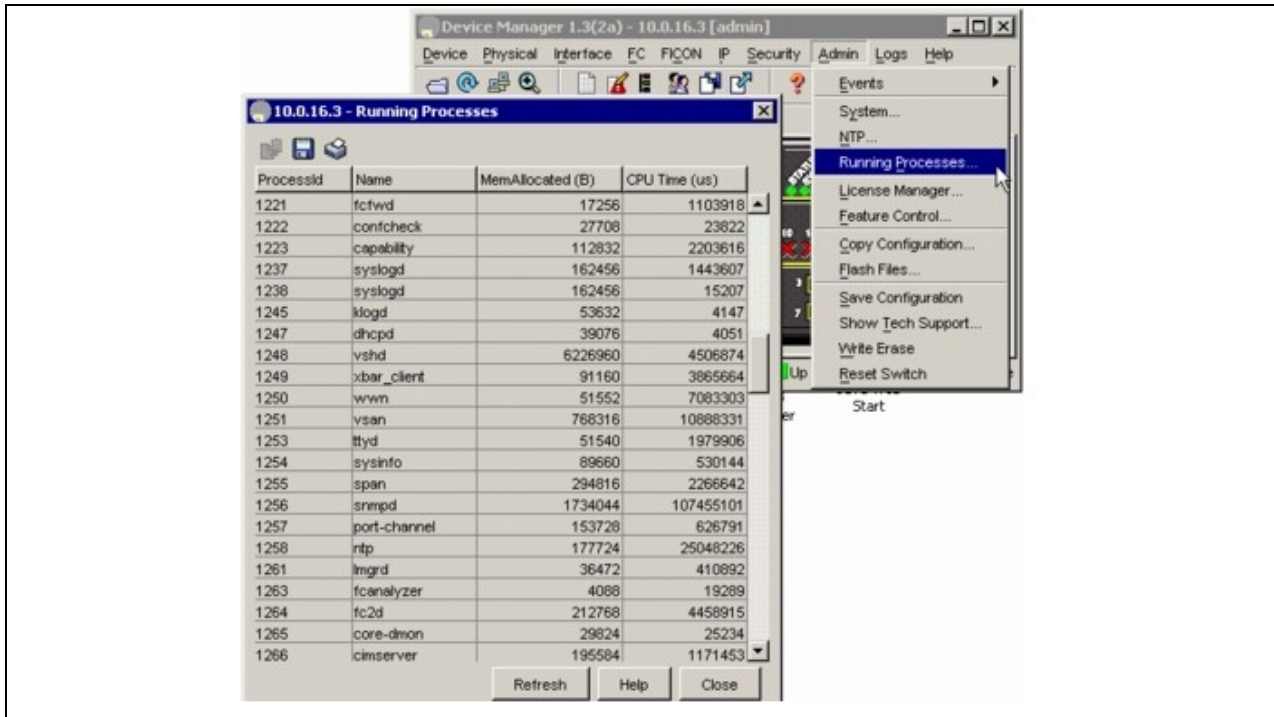 Device Manager 1.3(2a) - 10.0.16.3 [admin]
Device Physical Interface FC FICON IP Security Admin Logs Help
Events
System...
NTP...
Running Processes...
License Manager...
Feature Control...
Copy Configuration...
Flash Files...
Save Configuration
Show Tech Support...
Write Erase
Reset Switch
Up
Start
10.0.16.3 - Running Processes
ProcessId Name MemAllocated (B) CPU Time (us)
1221 fcfwd 17256 1103918
1222 confcheck 27708 23822
1223 capability 112832 2203616
1237 syslogd 162456 1443607
1238 syslogd 162456 15207
1245 klogd 53632 4147
1247 dhcpd 39076 4051
1248 vshd 6226960 4506874
1249 xbar_client 91160 3865664
1250 wwn 51552 7083303
1251 vsan 768316 10888331
1253 ttyd 51540 1979906
1254 sysinfo 89660 530144
1255 span 294816 2266642
1256 snmpd 1734044 107455101
1257 port-channel 153728 626791
1258 ntp 177724 25048226
1261 lmgrd 36472 410892
1263 fcanalyzer 4088 19289
1264 fc2d 212768 4458915
1265 core-dmon 29824 25234
1266 cimserver 195584 1171453
Refresh Help Close